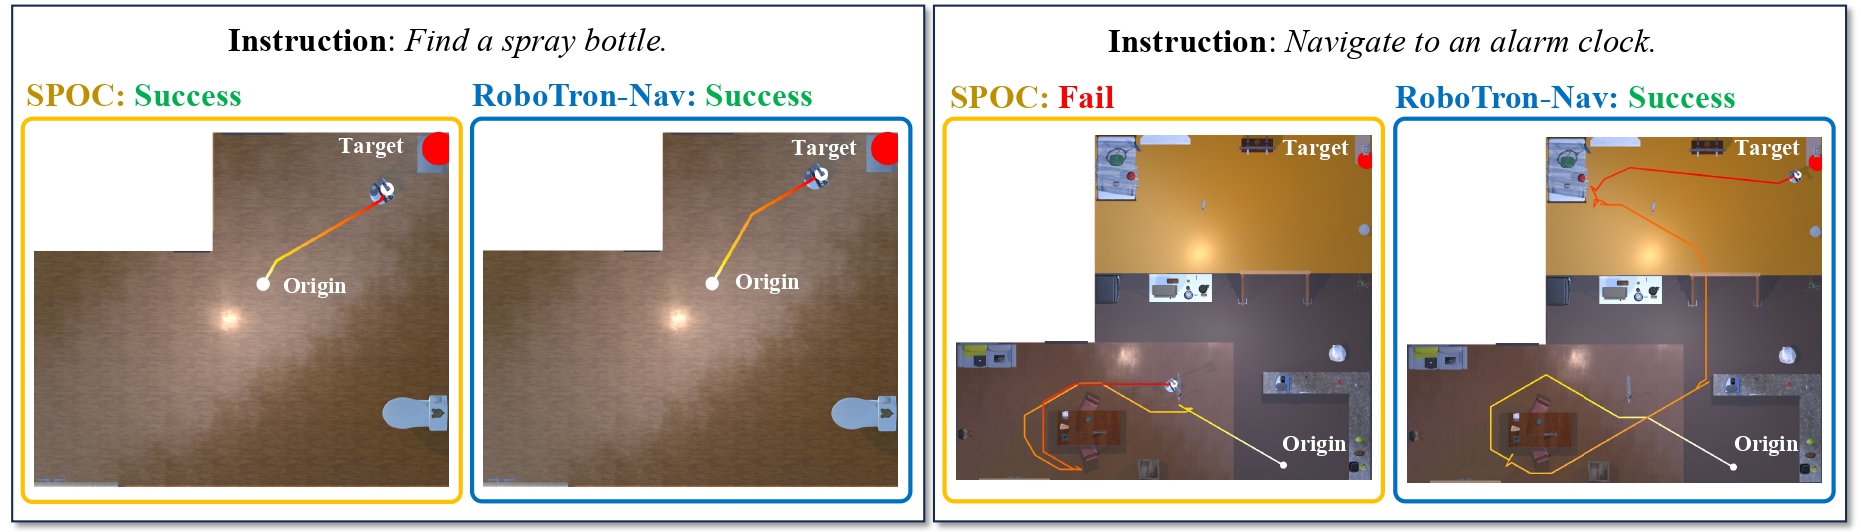 Instruction: Find a spray bottle.
SPOC: Success
RoboTron-Nav: Success
Target
Origin
Target
Origin
Instruction: Navigate to an alarm clock.
SPOC: Fail
RoboTron-Nav: Success
Target
Origin
Target
Origin